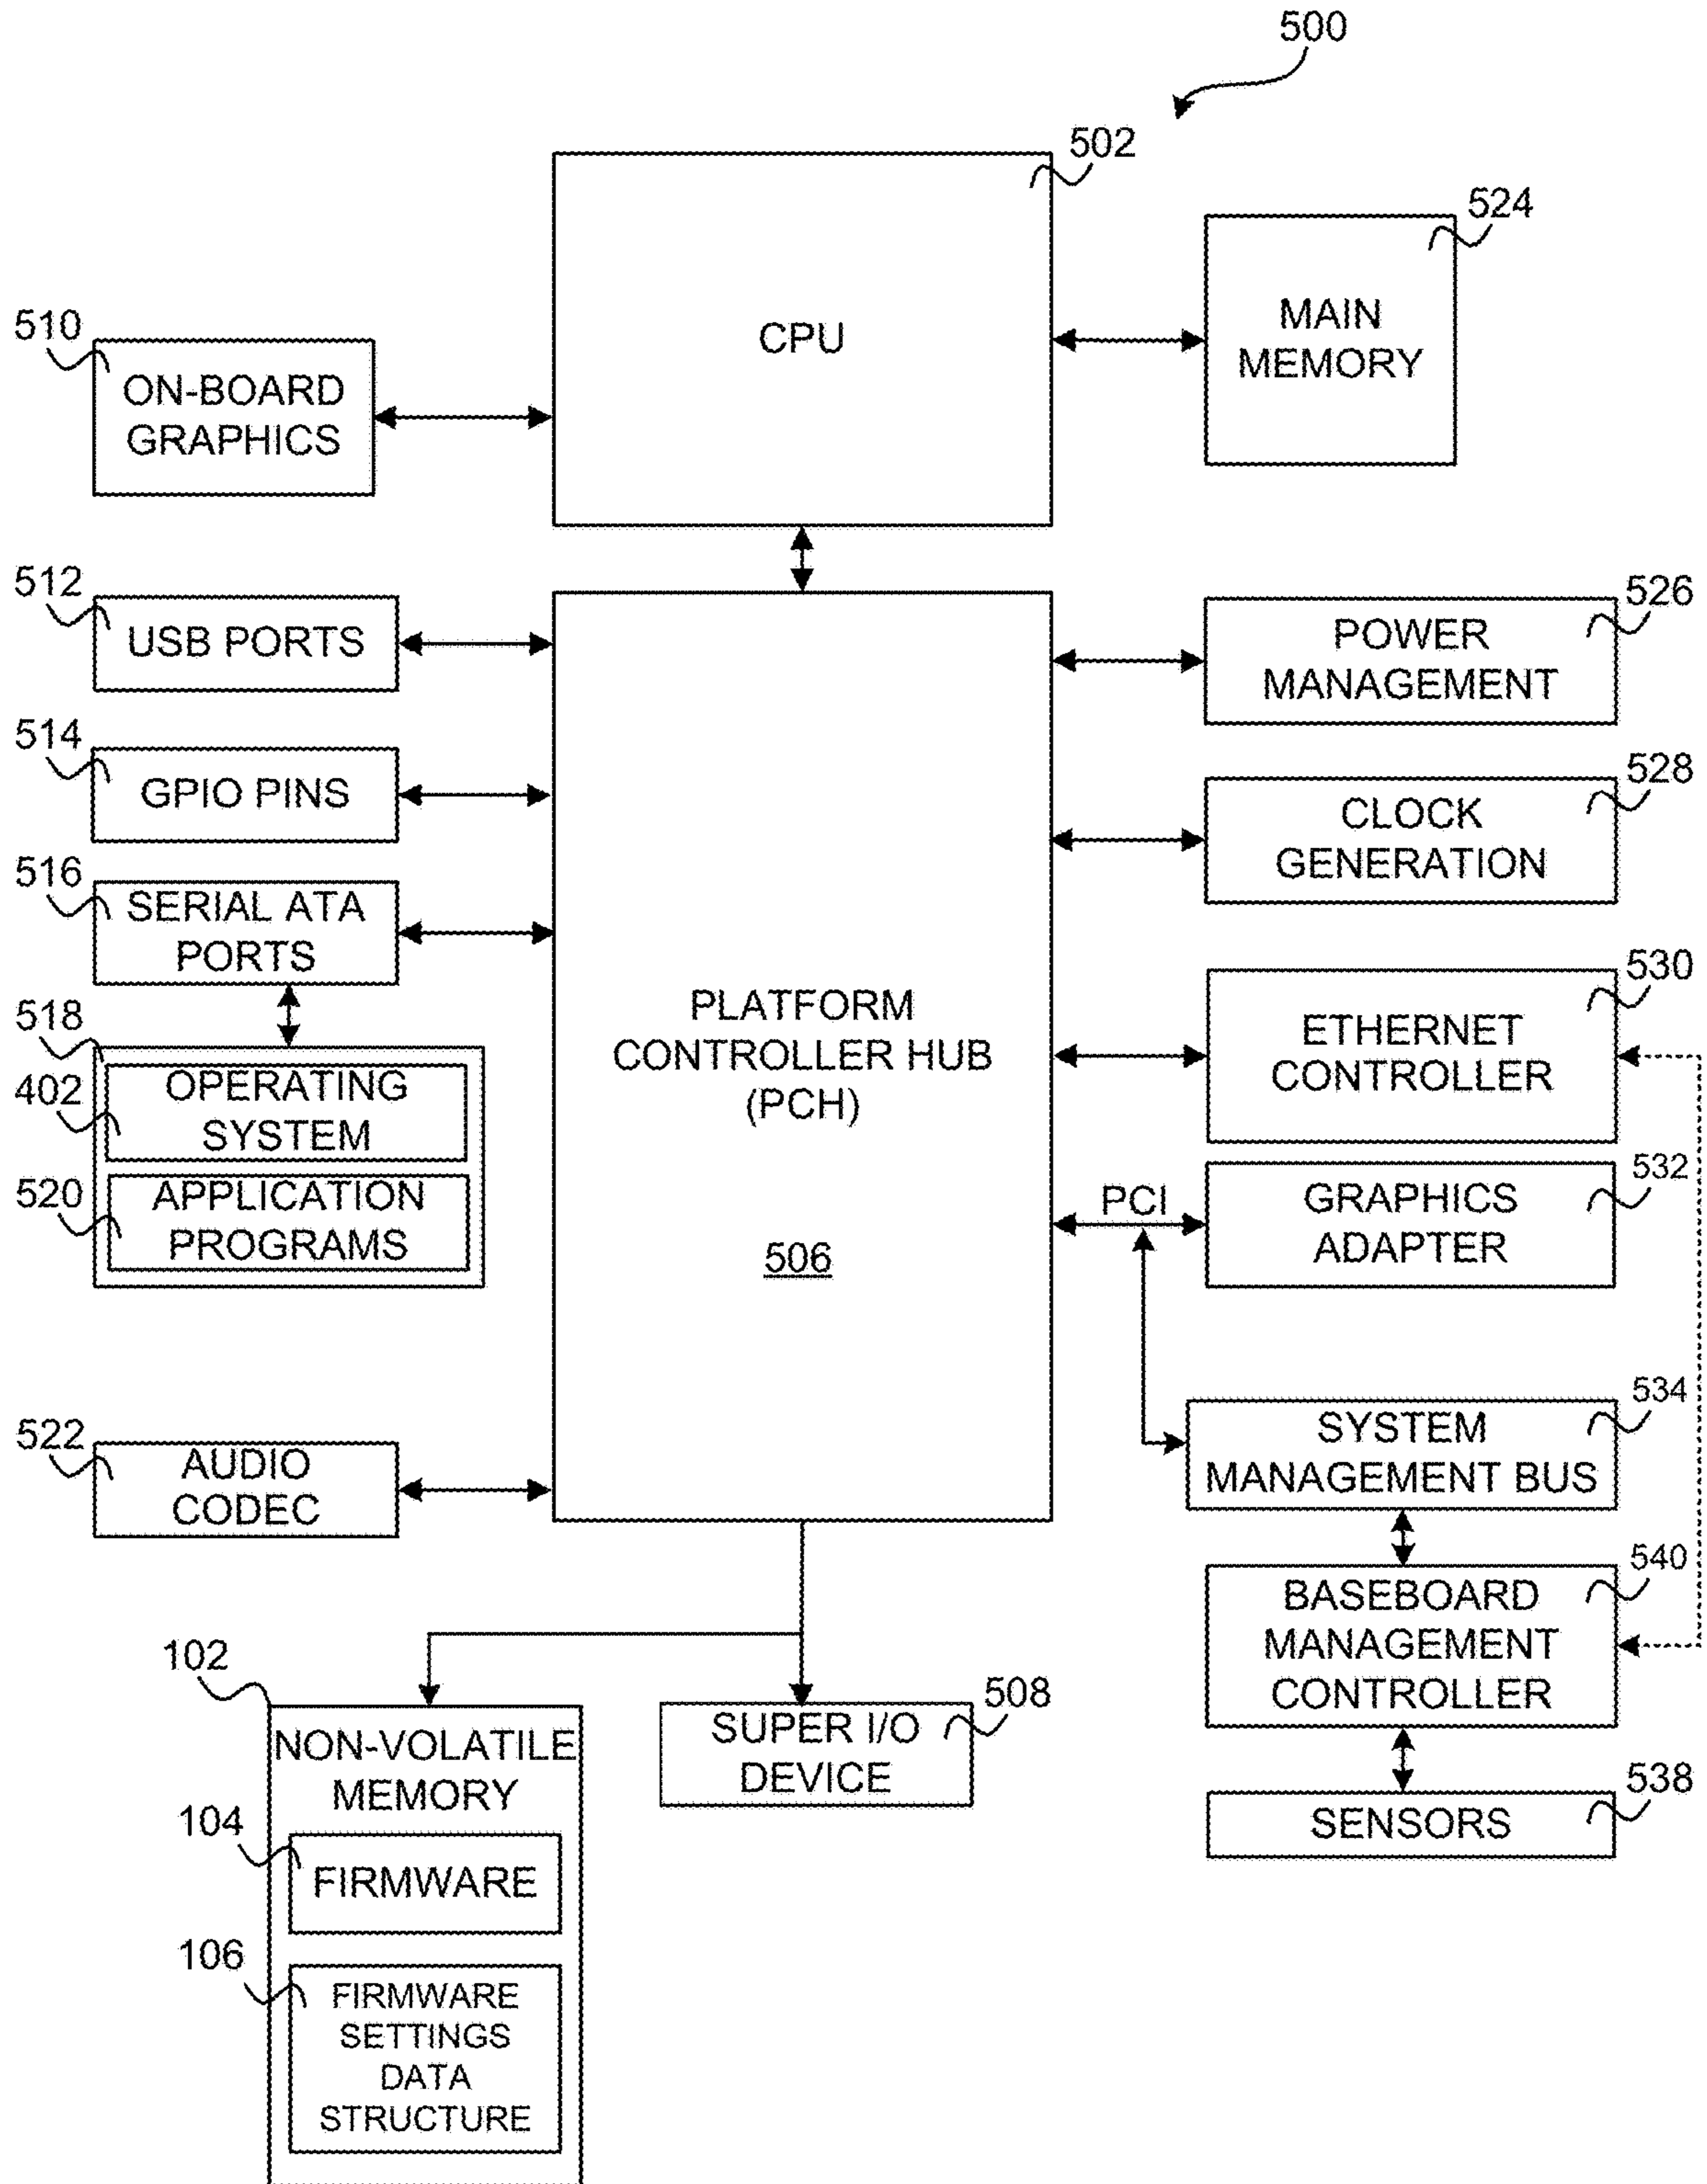 500
502
524
CPU
MAIN
MEMORY
510
ON-BOARD
GRAPHICS
512
USB PORTS
514
GPIO PINS
516
SERIAL ATA
PORTS
518
402
OPERATING
SYSTEM
520
APPLICATION
PROGRAMS
522
AUDIO
CODEC
PLATFORM
CONTROLLER HUB
(PCH)
506
526
POWER
MANAGEMENT
528
CLOCK
GENERATION
530
ETHERNET
CONTROLLER
PCI
532
GRAPHICS
ADAPTER
534
SYSTEM
MANAGEMENT BUS
540
BASEBOARD
MANAGEMENT
CONTROLLER
538
SENSORS
102
NON-VOLATILE
MEMORY
104
FIRMWARE
106
FIRMWARE
SETTINGS
DATA
STRUCTURE
508
SUPER I/O
DEVICE